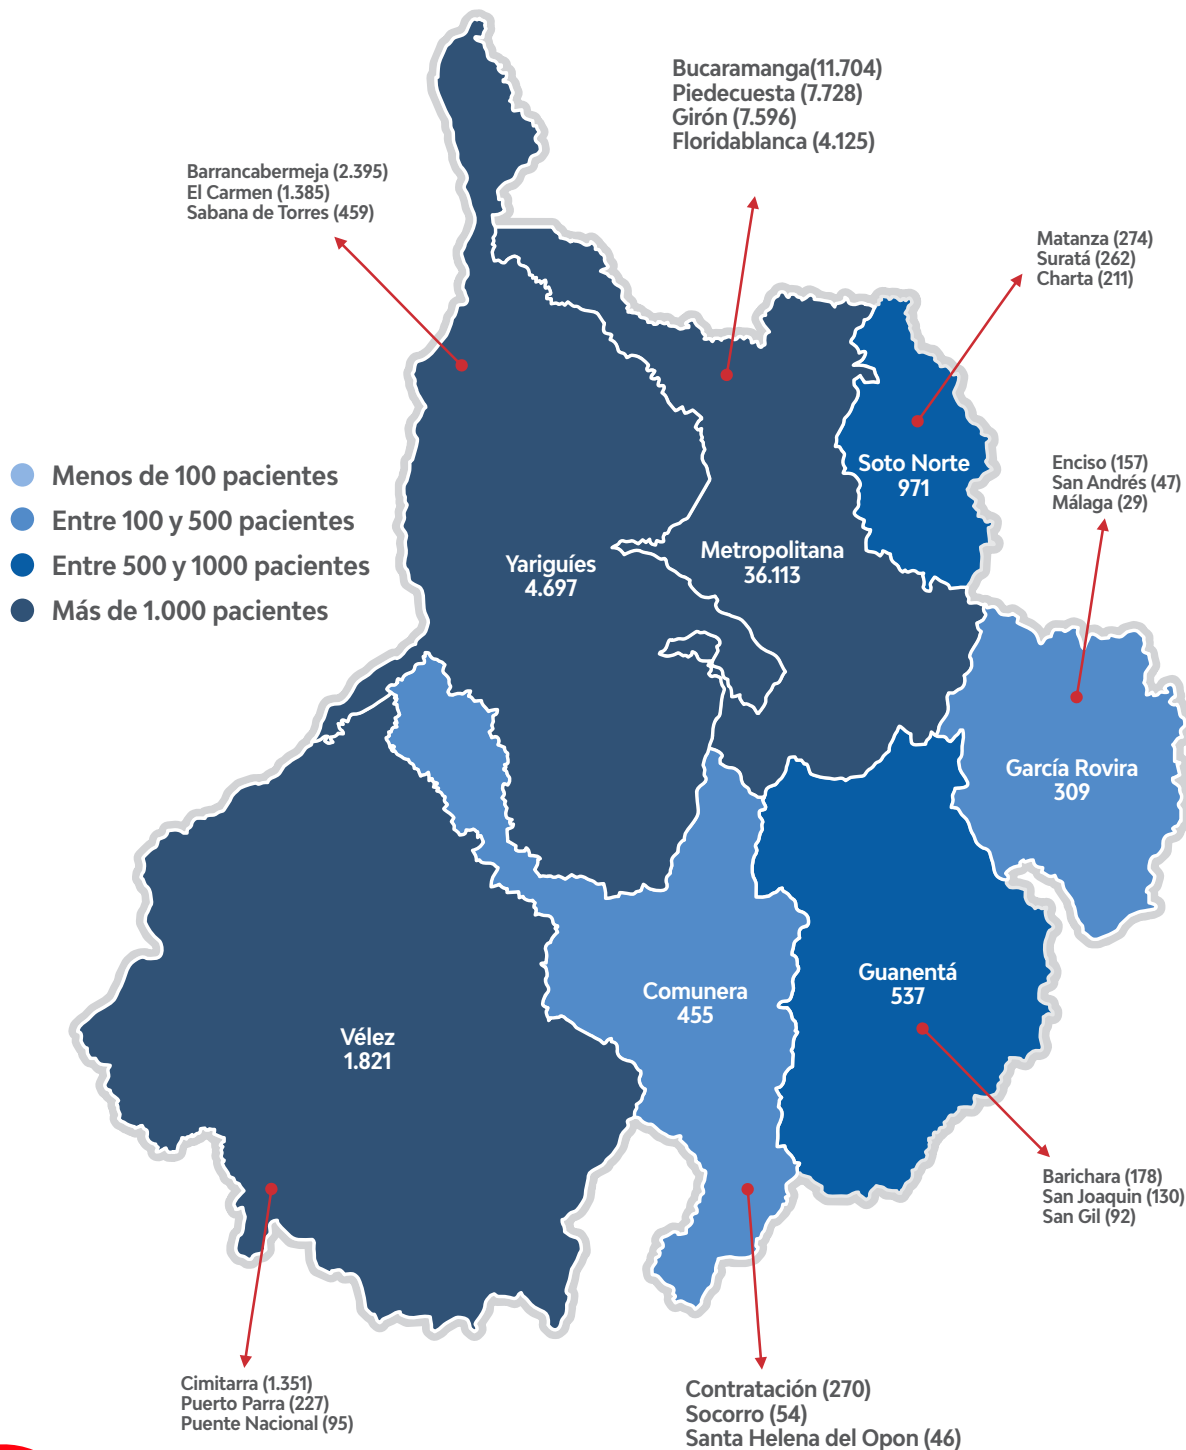 Bucaramanga(11.704)
Piedecuesta (7.728)
Girón (7.596)
Floridablanca (4.125)
Barrancabermeja (2.395)
El Carmen (1.385)
Sabana de Torres (459)
Matanza (274)
Suratá (262)
Charta (211)
Enciso (157)
San Andrés (47)
Málaga (29)
Menos de 100 pacientes
Entre 100 y 500 pacientes
Entre 500 y 1000 pacientes
Más de 1.000 pacientes
Soto Norte
971
Yariguíes
4.697
Metropolitana
36.113
García Rovira
309
Guanentá
537
Comunera
455
Vélez
1.821
Barichara (178)
San Joaquin (130)
San Gil (92)
Cimitarra (1.351)
Puerto Parra (227)
Puente Nacional (95)
Contratación (270)
Socorro (54)
Santa Helena del Opon (46)